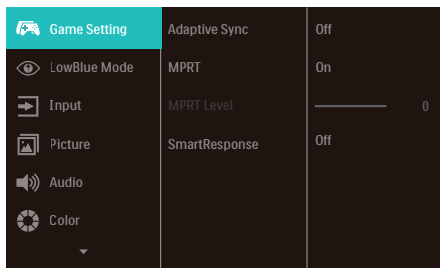 Game Setting Adaptive Sync Off
LowBlue Mode MPRT On
Input MPRT Level 0
Picture SmartResponse Off
Audio
Color